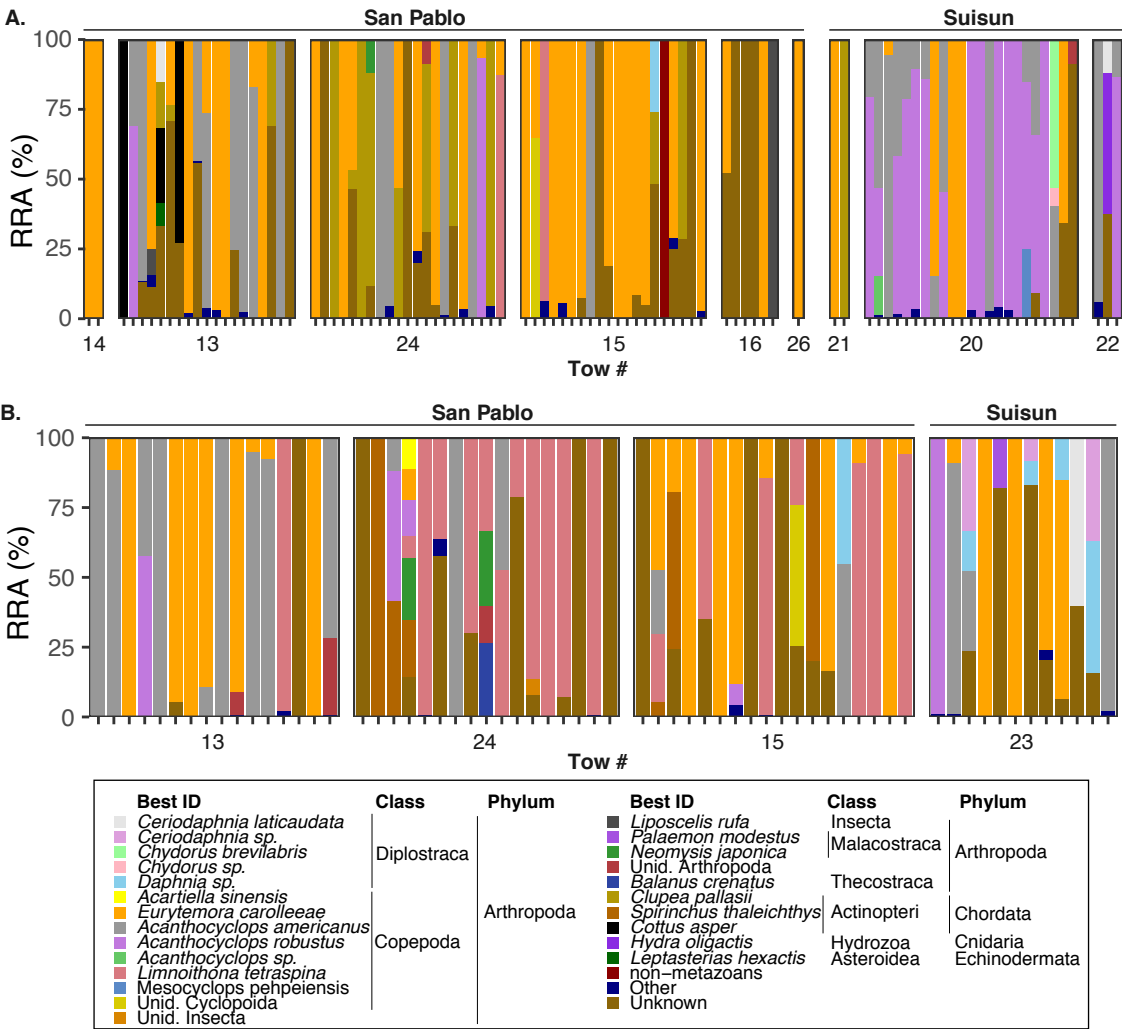 A.
San Pablo
Suisun
100
75
50
25
0
RRA (%)
14
13
24
15
16
26
21
20
22
Tow #
B.
San Pablo
Suisun
100
75
50
25
0
RRA (%)
13
24
15
23
Tow #
Best ID Class Phylum
Ceriodaphnia laticaudata
Ceriodaphnia sp.
Chydorus brevilabris
Chydorus sp.
Daphnia sp.
Diplostraca
Acartiella sinensis
Eurytemora carolleeae
Acanthocyclops americanus
Acanthocyclops robustus
Acanthocyclops sp.
Limnoithona tetraspina
Mesocyclops pehpeiensis
Unid. Cyclopoida
Copepoda
Unid. Insecta
Arthropoda
Best ID Class Phylum
Liposcelis rufa Insecta
Palaemon modestus
Neomysis japonica
Malacostraca
Unid. Arthropoda
Balanus crenatus Thecostraca
Arthropoda
Clupea pallasii
Spirinchus thaleichthys
Cottus asper
Actinopteri Chordata
Hydra oligactis Hydrozoa Cnidaria
Leptasterias hexactis Asteroidea Echinodermata
non−metazoans
Other
Unknown